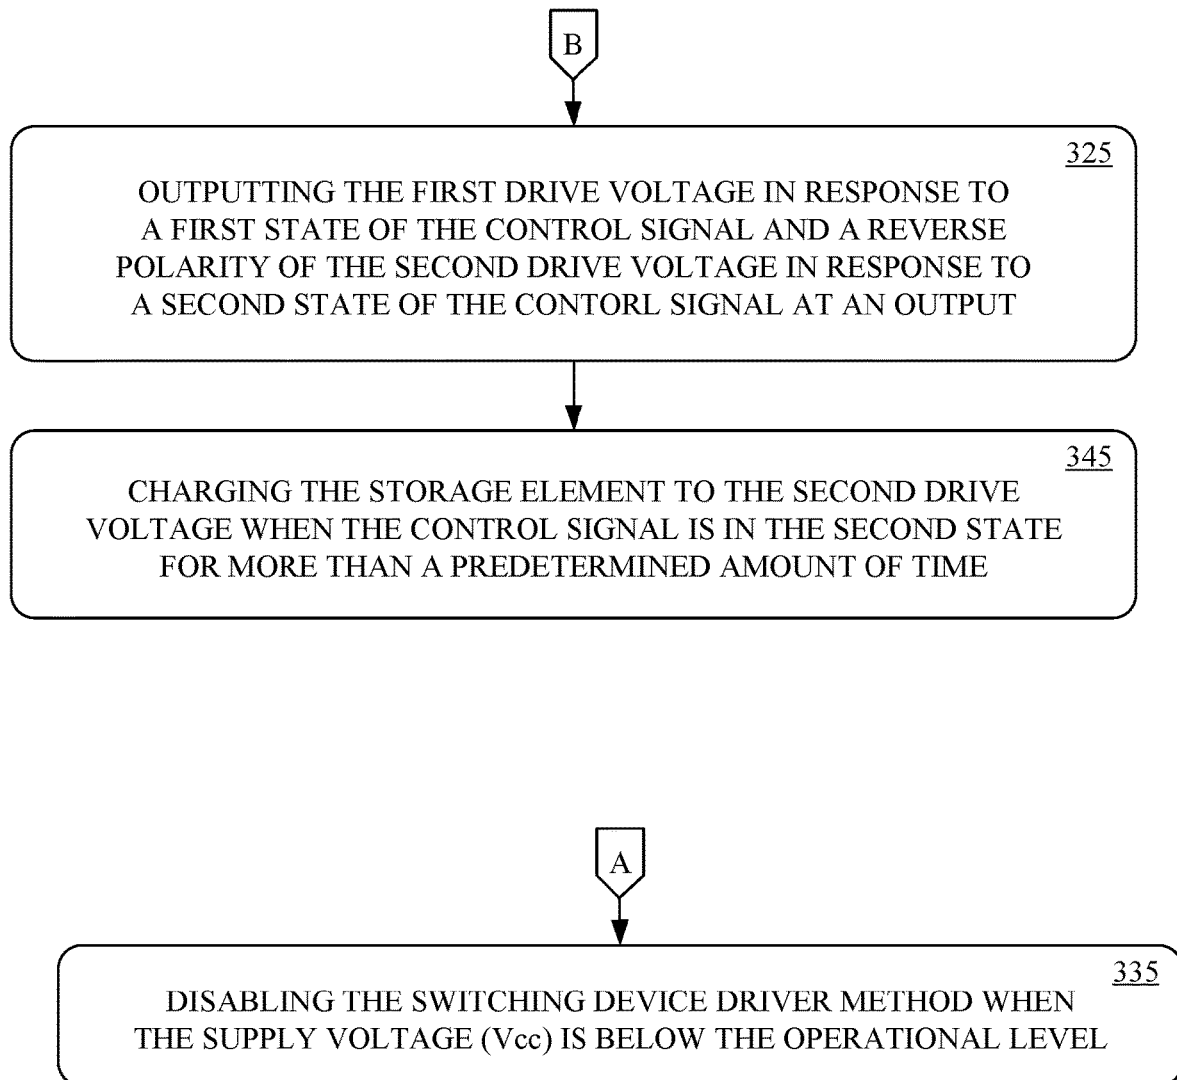 B
325
OUTPUTTING THE FIRST DRIVE VOLTAGE IN RESPONSE TO
A FIRST STATE OF THE CONTROL SIGNAL AND A REVERSE
POLARITY OF THE SECOND DRIVE VOLTAGE IN RESPONSE TO
A SECOND STATE OF THE CONTORL SIGNAL AT AN OUTPUT
345
CHARGING THE STORAGE ELEMENT TO THE SECOND DRIVE
VOLTAGE WHEN THE CONTROL SIGNAL IS IN THE SECOND STATE
FOR MORE THAN A PREDETERMINED AMOUNT OF TIME
A
335
DISABLING THE SWITCHING DEVICE DRIVER METHOD WHEN
THE SUPPLY VOLTAGE (Vcc) IS BELOW THE OPERATIONAL LEVEL